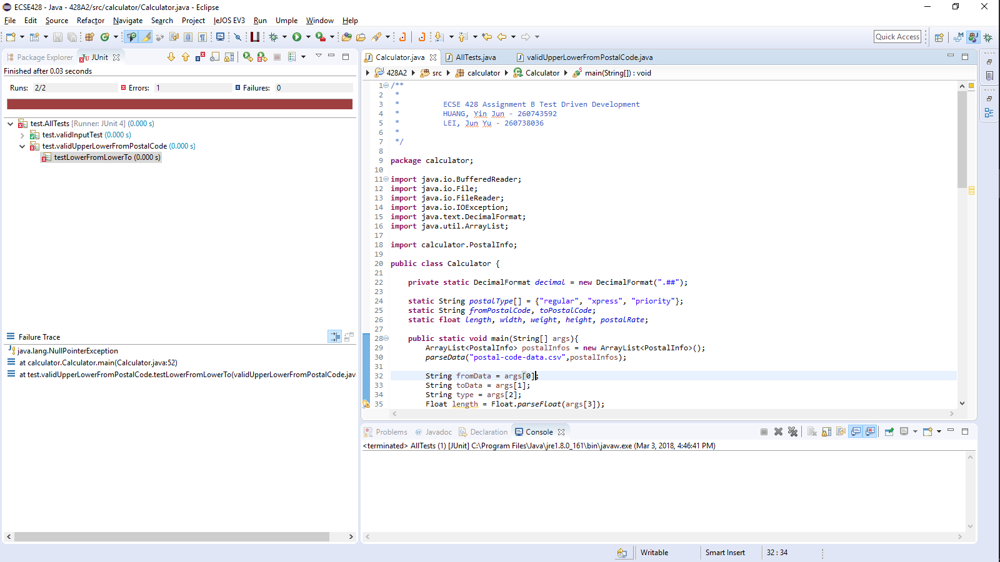 ECSE428 - Java - 428A2/src/calculator/Calculator.java - Eclipse
File Edit Source Refactor Navigate Search Project leJOS EV3 Run Umple Window Help
Quick Access
Package Explorer JUnit
Finished after 0.03 seconds
Runs: 2/2 Errors: 1 Failures: 0
test.AllTests [Runner: JUnit 4] (0.000 s)
test.validInputTest (0.000 s)
test.validUpperLowerFromPostalCode (0.000 s)
testLowerFromLowerTo (0.000 s)
Failure Trace
java.lang.NullPointerException
at calculator.Calculator.main(Calculator.java:52)
at test.validUpperLowerFromPostalCode.testLowerFromLowerTo(validUpperLowerFromPostalCode.jav
Calculator.java AllTests.java validUpperLowerFromPostalCode.java
428A2 src calculator Calculator main(String[]) : void
1 /**
2 *
3 * ECSE 428 Assignment B Test Driven Development
4 * HUANG, Yin Jun - 260743592
5 * LEI, Jun Yu - 260738036
6 *
7 */
8
9 package calculator;
10
11 import java.io.BufferedReader;
12 import java.io.File;
13 import java.io.FileReader;
14 import java.io.IOException;
15 import java.text.DecimalFormat;
16 import java.util.ArrayList;
17
18 import calculator.PostalInfo;
19
20 public class Calculator {
21
22 private static DecimalFormat decimal = new DecimalFormat(".##");
23
24 static String postalType[] = {"regular", "xpress", "priority"};
25 static String fromPostalCode, toPostalCode;
26 static float length, width, weight, height, postalRate;
27
28 public static void main(String[] args){
29 ArrayList<PostalInfo> postalInfos = new ArrayList<PostalInfo>();
30 parseData("postal-code-data.csv",postalInfos);
31
32 String fromData = args[0];
33 String toData = args[1];
34 String type = args[2];
35 Float length = Float.parseFloat(args[3]);
Problems Javadoc Declaration Console
<terminated> AllTests (1) [JUnit] C:\Program Files\Java\jre1.8.0_161\bin\javaw.exe (Mar 3, 2018, 4:46:41 PM)
Writable Smart Insert 32 : 34